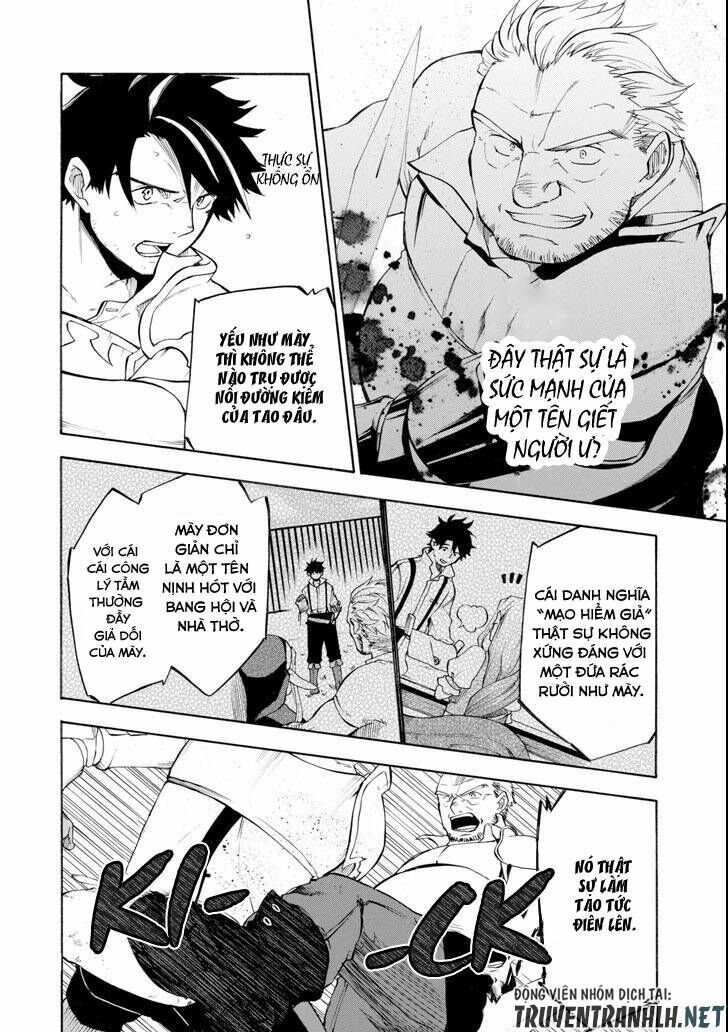 ĐÂY THẬT SỰ LÀ
SỨC MẠNH CỦA
MỘT TÊN GIẾT
NGƯỜI Ư?
THỰC SỰ
KHÔNG ỔN
YẾU NHƯ MÀY
THÌ KHÔNG THỂ
NÀO TRỤ ĐƯỢC
NỔI ĐƯỜNG KIẾM
CỦA TAO ĐÂU.
CÁI DANH NGHĨA
"MẠO HIỂM GIẢ"
THẬT SỰ KHÔNG
XỨNG ĐÁNG VỚI
MỘT ĐỨA RÁC
RƯỞI NHƯ MÀY.
MÀY ĐƠN
GIẢN CHỈ
LÀ MỘT TÊN
NỊNH HÓT VỚI
BANG HỘI VÀ
NHÀ THỜ.
VỚI CÁI
CÁI CÔNG
LÝ TẦM
THƯỜNG
ĐẦY
GIẢ DỐI
CỦA MÀY.
NÓ THẬT
SỰ LÀM
TAO TỨC
ĐIÊN LÊN.
KI-
-CK
ĐỘNG VIÊN NHÓM DỊCH TẠI:
TRUYENTRANHLH.NET